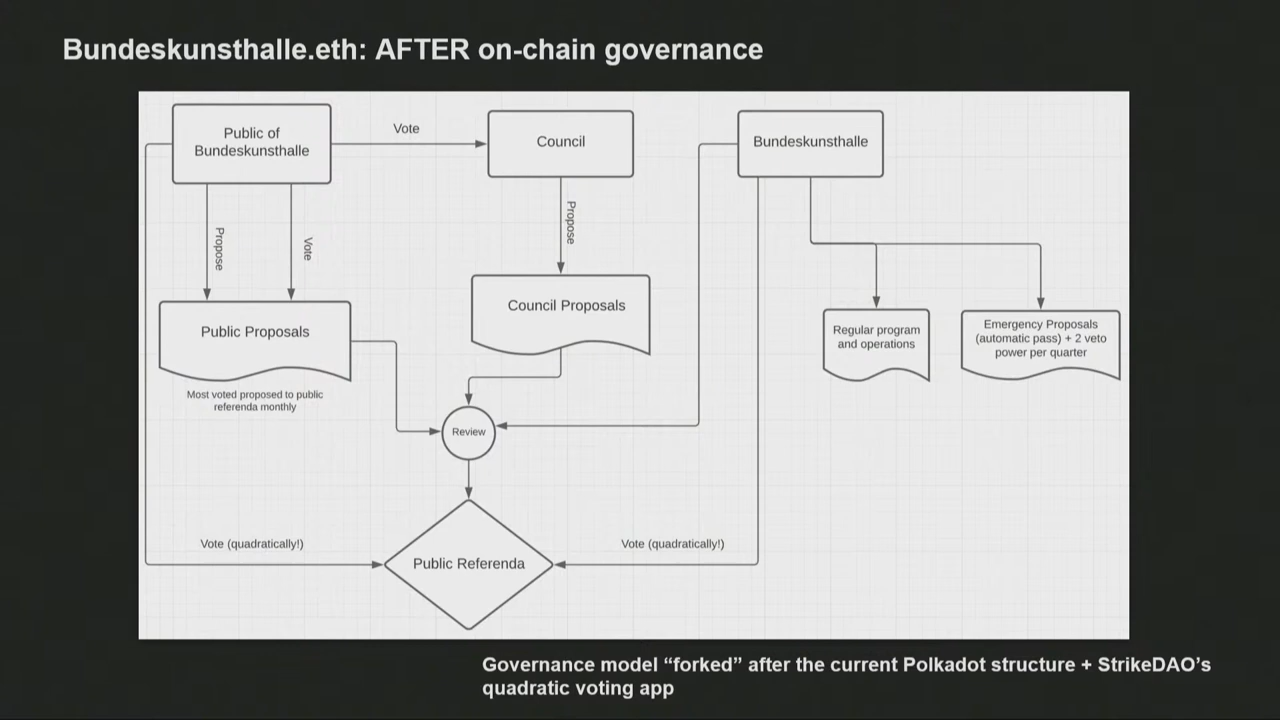 Bundeskunsthalle.eth: AFTER on-chain governance
Public of
Bundeskunsthalle
Vote
Council
Bundeskunsthalle
Propose
Vote
Propose
Public Proposals
Council Proposals
Regular program
and operations
Emergency Proposals
(automatic pass) + 2 veto
power per quarter
Most voted proposed to public
referenda monthly
Review
Vote (quadratically!)
Public Referenda
Vote (quadratically!)
Governance model “forked” after the current Polkadot structure + StrikeDAO’s
quadratic voting app